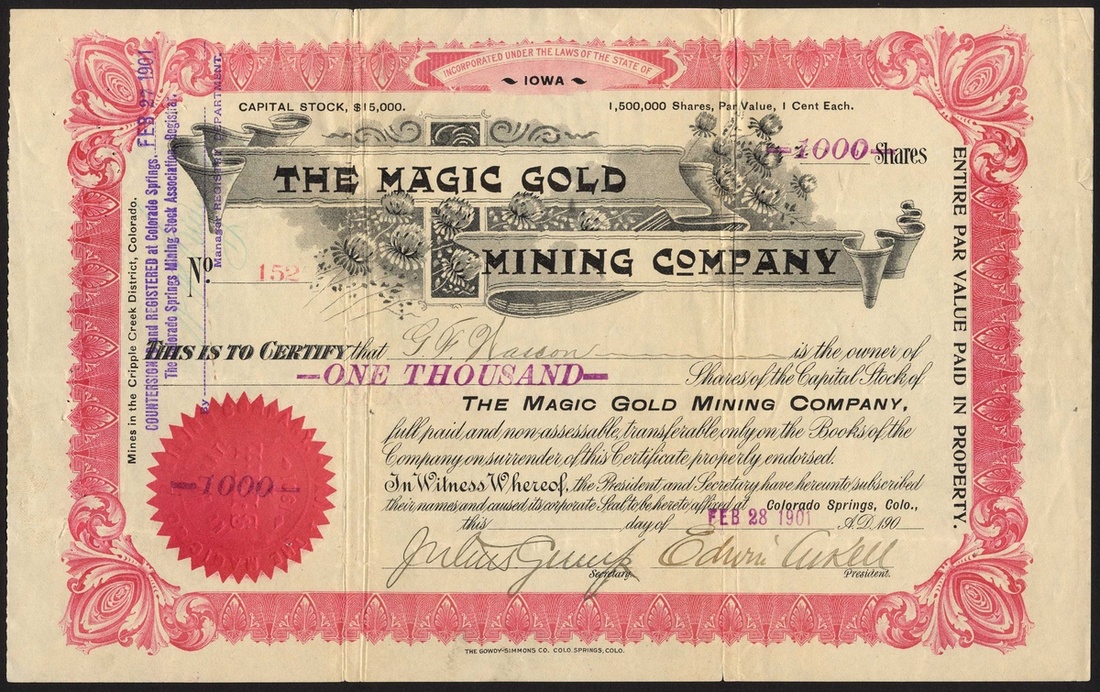 INCORPORATED UNDER THE LAWS OF THE STATE OF
IOWA
CAPITAL STOCK, $15,000.
1,500,000 Shares, Par Value, 1 Cent Each.
1000 Shares
THE MAGIC GOLD
MINING COMPANY
No. 152
THIS IS TO CERTIFY that G. F. Wasson is the owner of
ONE THOUSAND Shares of the Capital Stock of
THE MAGIC GOLD MINING COMPANY,
full paid and non-assessable, transferable only on the Books of the
Company on surrender of this Certificate properly endorsed.
In Witness Whereof, the President and Secretary have hereunto subscribed
their names and caused its corporate Seal to be hereto affixed at Colorado Springs, Colo.,
this day of FEB 28 1901 A.D. 190
Julius Gunup
Secretary.
Edwin Arkell
President.
1000
Mines in the Cripple Creek District, Colorado.
COUNTERSIGNED and REGISTERED at Colorado Springs, FEB 27 1901
The Colorado Springs Mining Stock Association, Registrar,
By
Manager REGISTRY DEPARTMENT.
ENTIRE PAR VALUE PAID IN PROPERTY.
THE GOWDY-SIMMONS CO. COLO. SPRINGS, COLO.